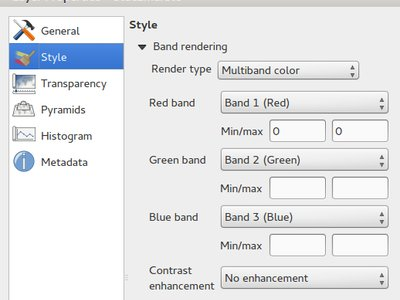 General
Style
Transparency
Pyramids
Histogram
Metadata
Style
Band rendering
Render type Multiband color
Red band Band 1 (Red)
Min/max 0 0
Green band Band 2 (Green)
Min/max
Blue band Band 3 (Blue)
Min/max
Contrast
enhancement No enhancement